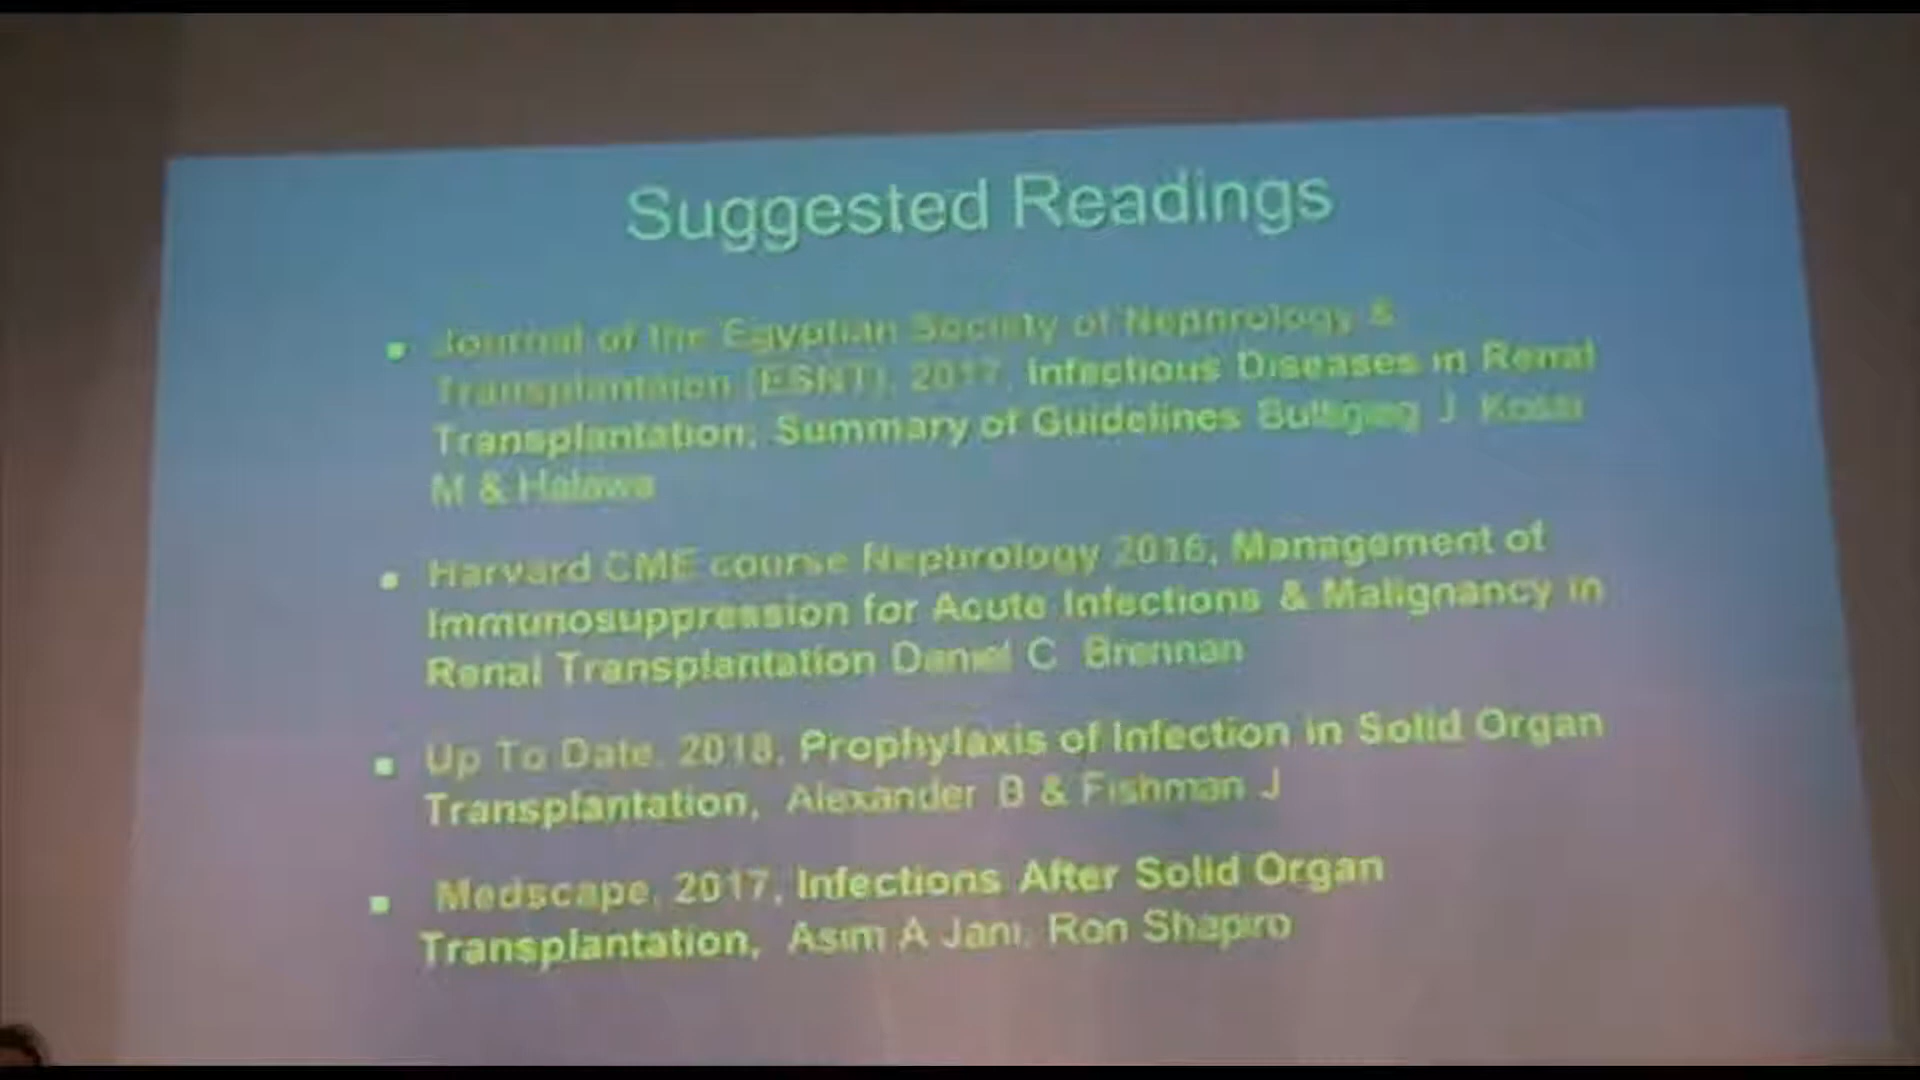 Suggested Readings
Journal of the Egyptian Society of Nephrology &
(ESNT), 2017, Infectious Diseases in Renal
Transplantation; Summary of Guidelines J
M & Halawa
Harvard CME course Nephrology 2016, Management of
Immunosuppression for Acute Infections & Malignancy in
Renal Transplantation Daniel C Brennan
Up To Date, 2018, Prophylaxis of Infection in Solid Organ
Transplantation, Alexander B & Fishman J
Medscape, 2017, Infections After Solid Organ
Transplantation, Asim A Jani, Ron Shapiro